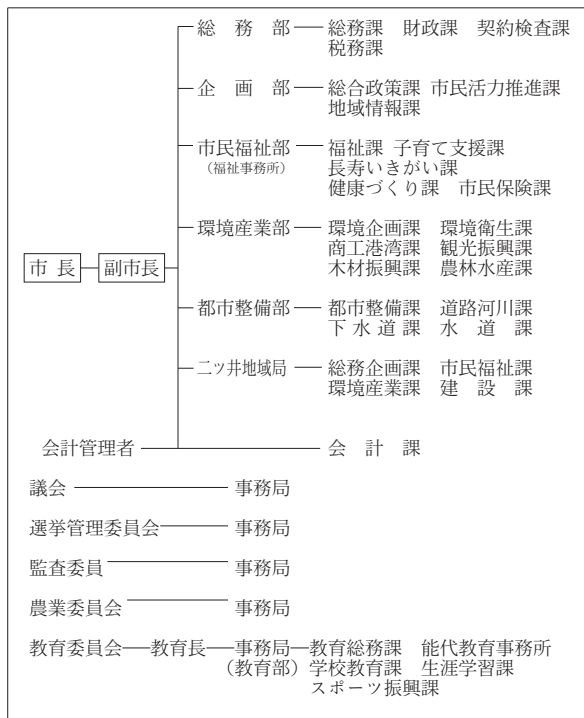 総務部 総務課 財政課 契約検査課
税務課
企画部 総合政策課 市民活力推進課
地域情報課
市民福祉部 福祉課 子育て支援課
(福祉事務所) 長寿いきがい課
健康づくり課 市民保険課
環境産業部 環境企画課 環境衛生課
商工港湾課 観光振興課
市長 副市長 木材振興課 農林水産課
都市整備部 都市整備課 道路河川課
下水道課 水道課
二ツ井地域局 総務企画課 市民福祉課
環境産業課 建設課
会計管理者 会計課
議会 事務局
選挙管理委員会 事務局
監査委員 事務局
農業委員会 事務局
教育委員会 教育長 事務局 教育総務課 能代教育事務所
(教育部) 学校教育課 生涯学習課
スポーツ振興課